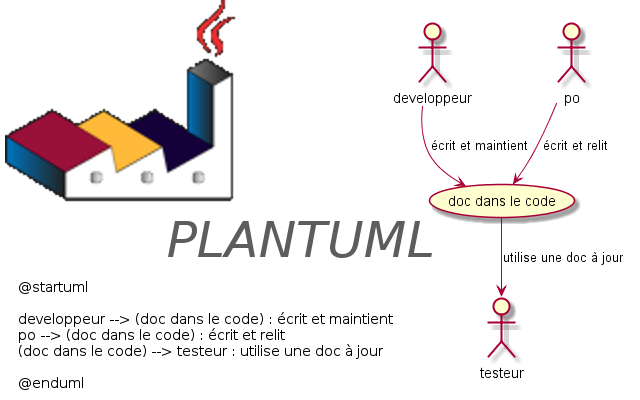 developpeur
po
écrit et maintient
écrit et relit
doc dans le code
utilise une doc à jour
testeur
PLANTUML
@startuml
developpeur --> (doc dans le code) : écrit et maintient
po --> (doc dans le code) : écrit et relit
(doc dans le code) --> testeur : utilise une doc à jour
@enduml